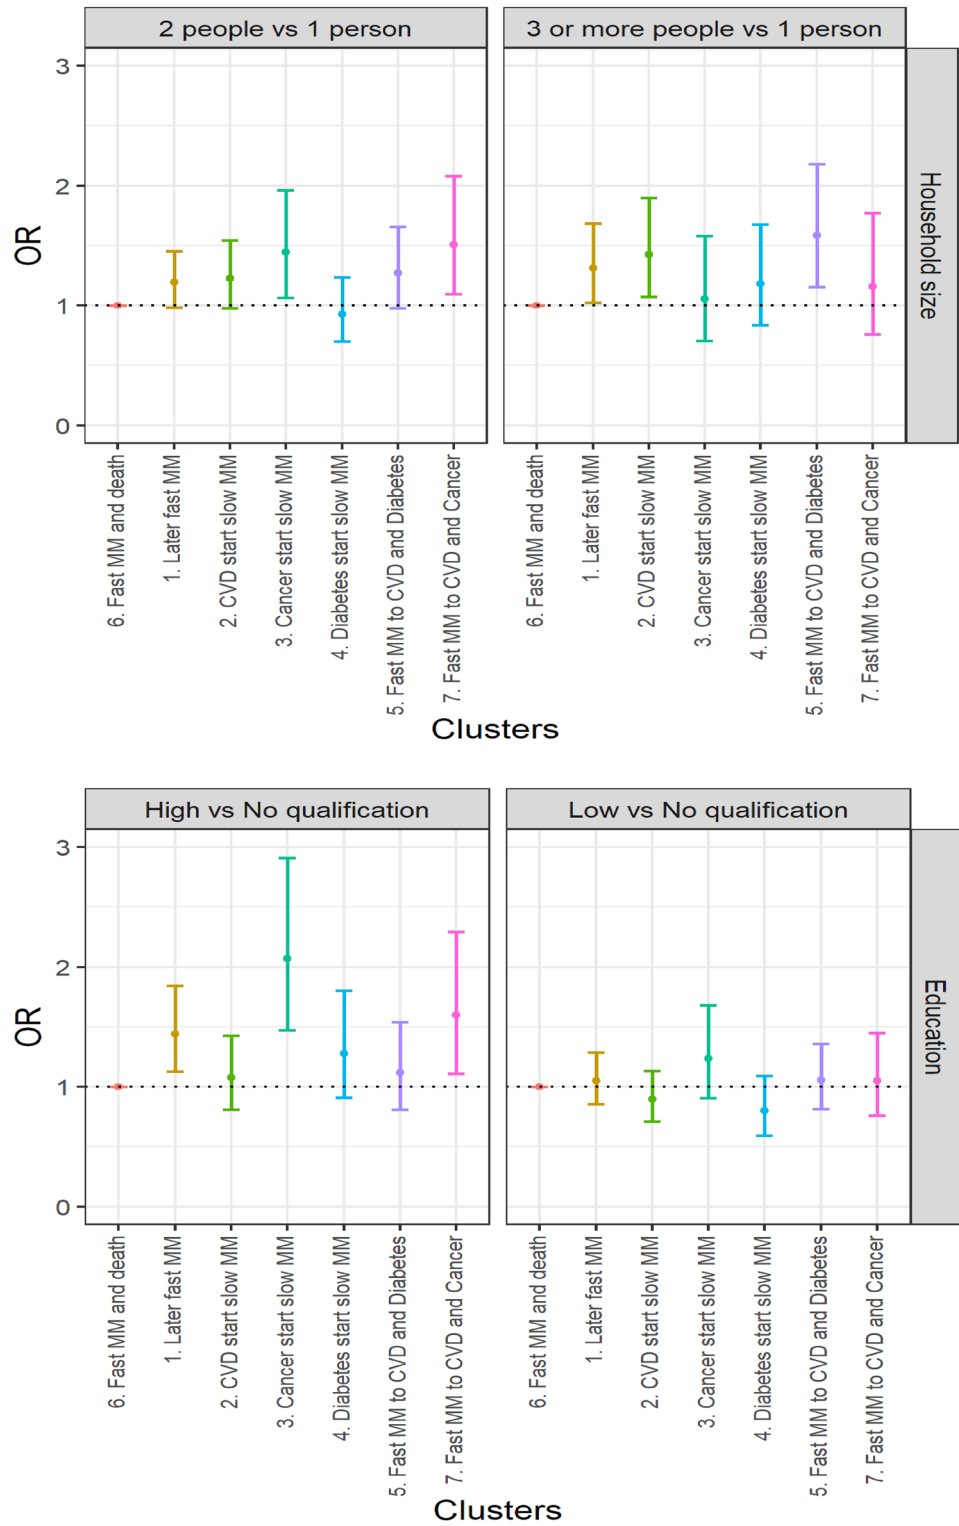 2 people vs 1 person
3 or more people vs 1 person
3
2
1
0
OR
Household size
6. Fast MM and death
1. Later fast MM
2. CVD start slow MM
3. Cancer start slow MM
4. Diabetes start slow MM
5. Fast MM to CVD and Diabetes
7. Fast MM to CVD and Cancer
6. Fast MM and death
1. Later fast MM
2. CVD start slow MM
3. Cancer start slow MM
4. Diabetes start slow MM
5. Fast MM to CVD and Diabetes
7. Fast MM to CVD and Cancer
Clusters
High vs No qualification
Low vs No qualification
3
2
1
0
OR
Education
6. Fast MM and death
1. Later fast MM
2. CVD start slow MM
3. Cancer start slow MM
4. Diabetes start slow MM
5. Fast MM to CVD and Diabetes
7. Fast MM to CVD and Cancer
6. Fast MM and death
1. Later fast MM
2. CVD start slow MM
3. Cancer start slow MM
4. Diabetes start slow MM
5. Fast MM to CVD and Diabetes
7. Fast MM to CVD and Cancer
Clusters